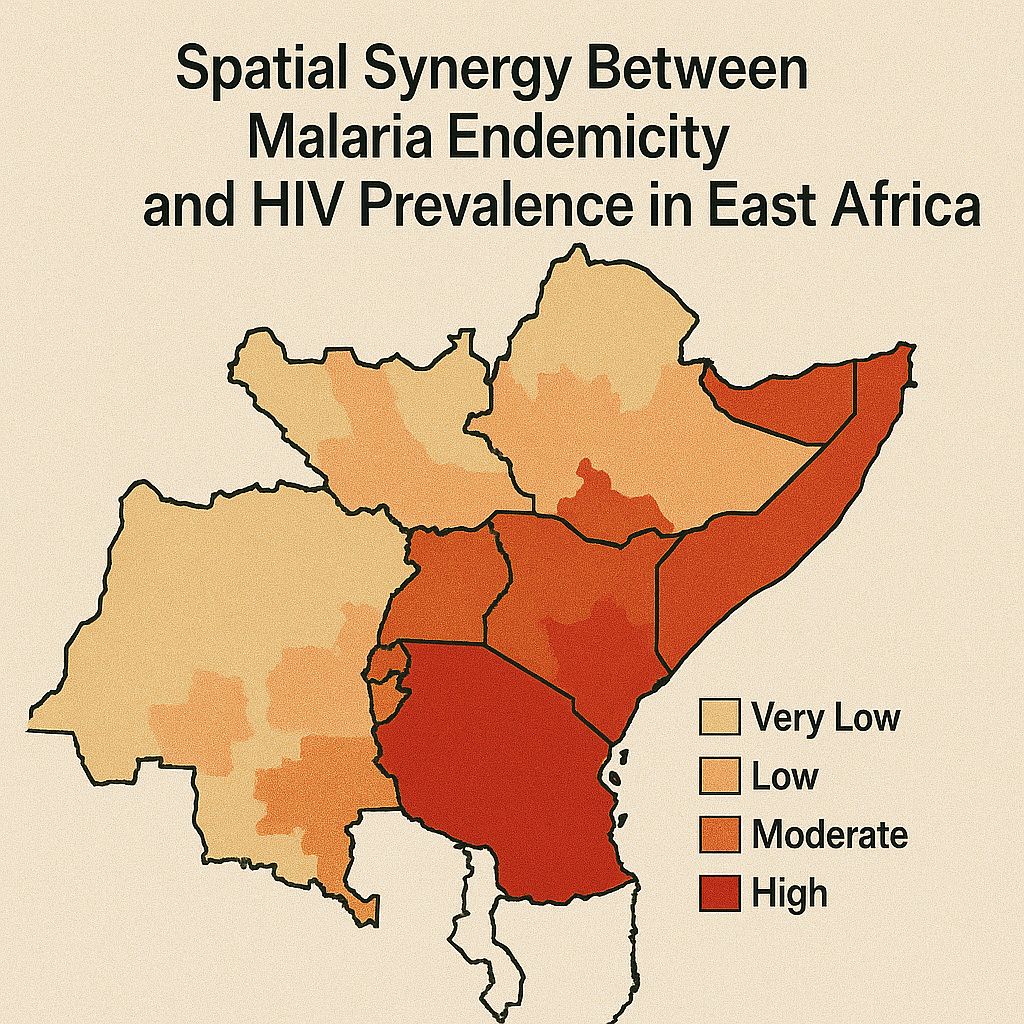 Spatial Synergy Between
Malaria Endemicity
and HIV Prevalence in East Africa
Very Low
Low
Moderate
High